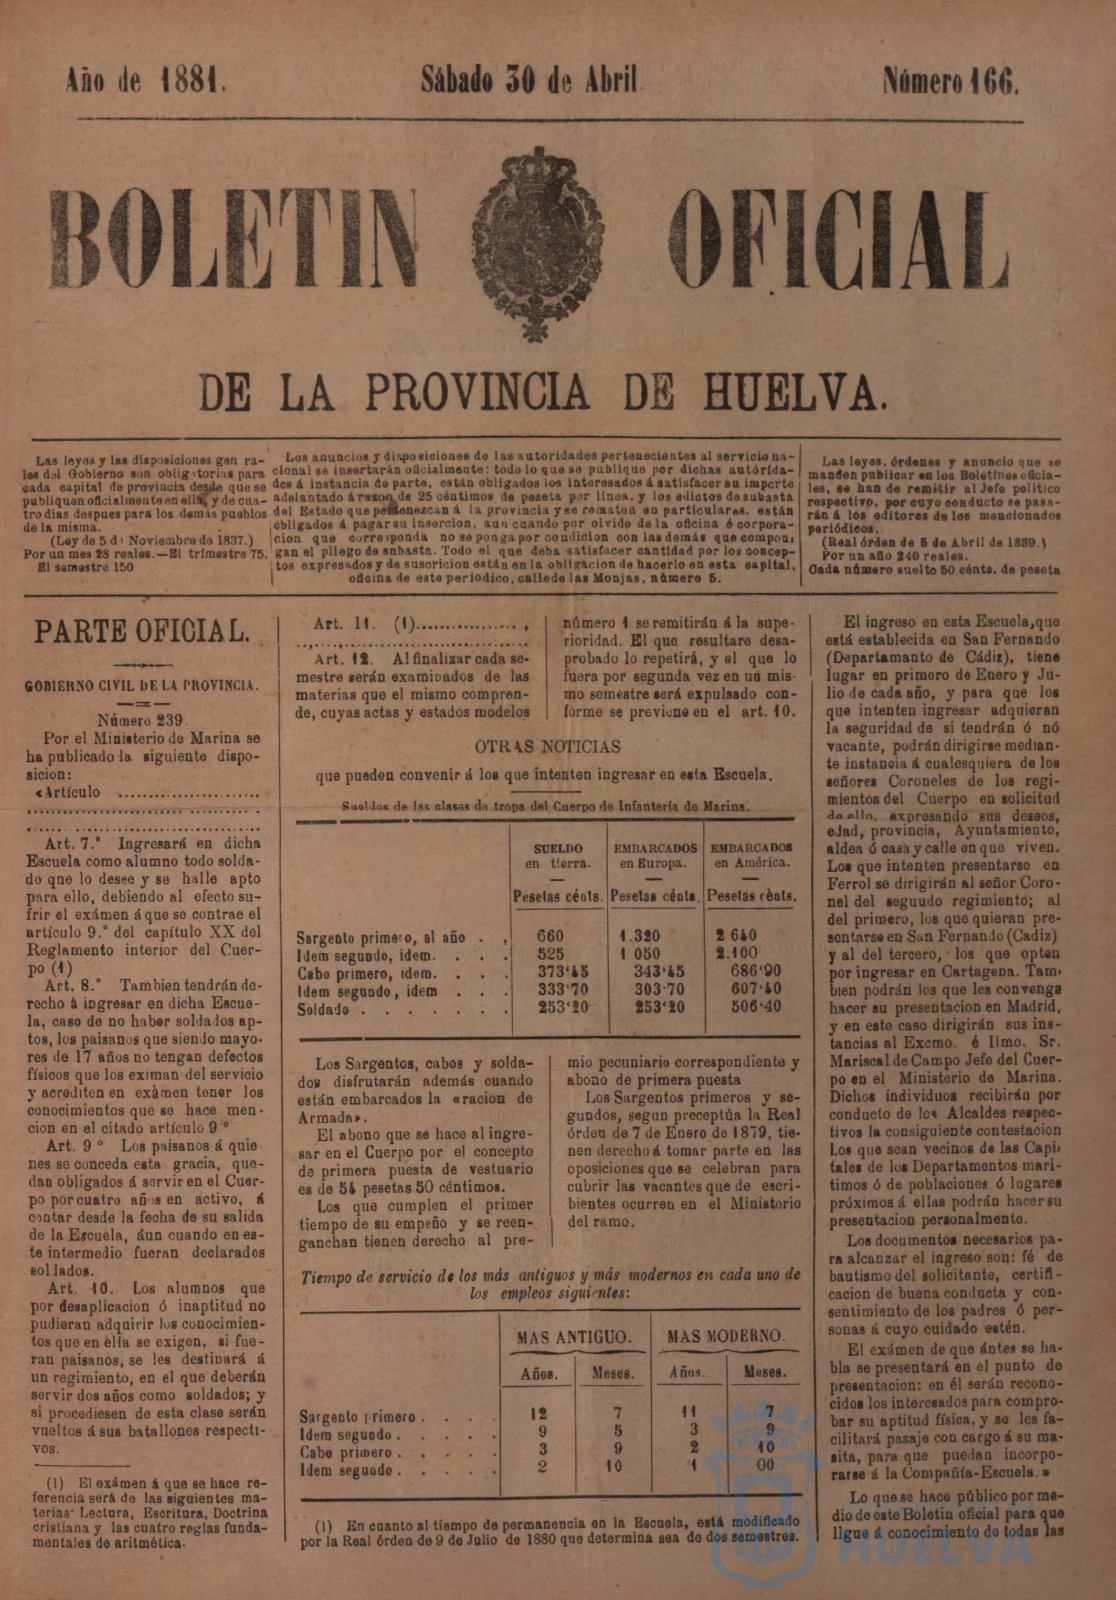 Año de 1881.
Sábado 30 de Abril
Número 166.
BOLETIN OFICIAL
DE LA PROVINCIA DE HUELVA.
Las leyes y las disposiciones gen ra-
les del Gobierno son obligatorias para
cada capital de provincia desde que se
publiquen oficialmente en ella, y de cua-
tro dias despues para los demás pueblos
de la misma.
(Ley de 5 d Noviembre de 1837.)
Por un mes 28 reales.—El trimestre 75.
El semestre 150
Los anuncios y disposiciones de las autoridades pertenecientes al servicio na-
cional se insertarán oficialmente: todo lo que se publique por dichas autorida-
des á instancia de parte, están obligados los interesados á satisfacer su importe
adelantado á razon de 25 céntimos de peseta por línea, y los edictos de subasta
del Estado que pertenezcan á la provincia y se rematen en particulares, están
obligados á pagar su insercion, aun cuando por olvido de la oficina ó corpora-
cion que corresponda no se ponga por condicion con las demás que compon
gan el pliego de subasta. Todo el que deba satisfacer cantidad por los concep-
tos expresados y de suscricion están en la obligacion de hacerlo en esta capital,
oficina de este periodico, calle de las Monjas, número 5.
Las leyes, órdenes y anuncio que se
manden publicar en los Boletines oficia-
les, se han de remitir al Jefe político
respectivo, por cuyo conducto se pasa-
rán á los editores de los mencionados
periódicos.
(Real órden de 5 de Abril de 1839.)
Por un año 240 reales.
Cada número suelto 50 cénts. de peseta
PARTE OFICIAL.
GOBIERNO CIVIL DE LA PROVINCIA.
Número 239.
Por el Ministerio de Marina se
ha publicado la siguiente dispo-
sicion:
«Artículo ......................
....................................
....................................
Art. 7.° Ingresará en dicha
Escuela como alumno todo solda-
do que lo desee y se halle apto
para ello, debiendo al efecto su-
frir el exámen á que se contrae el
artículo 9.° del capítulo XX del
Reglamento interior del Cuer-
po (1)
Art. 8.° Tambien tendrán de-
recho á ingresar en dicha Escue-
la, caso de no haber soldados ap-
tos, los paisanos que siendo mayo-
res de 17 años no tengan defectos
físicos que los eximan del servicio
y acrediten en exàmen tener los
conocimientos que se hace men-
cion en el citado artículo 9°
Art. 9° Los paisanos á quie-
nes se conceda esta gracia, que-
dan obligados á servir en el Cuer-
po por cuatro años en activo, á
contar desde la fecha de su salida
de la Escuela, áun cuando en es-
te intermedio fueran declarados
soldados.
Art. 10. Los alumnos que
por desaplicacion ó inaptitud no
pudieran adquirir los conocimien-
tos que en ella se exigen, si fue-
ran paisanos, se les destinará á
un regimiento, en el que deberán
servir dos años como soldados; y
si procediesen de esta clase serán
vueltos á sus batallones respecti-
vos.
(1) El exámen á que se hace re-
ferencia será de las siguientes ma-
terias: Lectura, Escritura, Doctrina
cristiana y las cuatro reglas funda-
mentales de aritmètica.
Art. 11. (1)................,
....................................
Art. 12. Al finalizar cada se-
mestre serán examinados de las
materias que el mismo compren-
de, cuyas actas y estados modelos
número 1 se remitirán á la supe-
rioridad. El que resultare desa-
probado lo repetirá, y el que lo
fuera por segunda vez en un mis-
mo semestre será expulsado con-
forme se previene en el art. 10.
OTRAS NOTICIAS
que pueden convenir á los que intenten ingresar en esta Escuela.
Sueldos de las clases de tropa del Cuerpo de Infantería de Marina.
SUELDO EMBARCADOS EMBARCADOS
en tierra. en Europa. en América.
Pesetas cénts. Pesetas cénts. Pesetas cènts.
Sargento primero, al año . , 660 1.320 2 640
Idem segundo, idem. . . . 525 1 050 2.100
Cabo primero, idem. . . . 373'45 343'45 686'90
Idem segundo, idem . . . 333'70 303·70 607'40
Soldado . . . . . . . 253'20 253'20 506·40
Los Sargentos, cabos y solda-
dos disfrutarán además cuando
están embarcados la «racion de
Armada».
El abono que se hace al ingre-
sar en el Cuerpo por el concepto
de primera puesta de vestuario
es de 54 pesetas 50 céntimos.
Los que cumplen el primer
tiempo de su empeño y se reen-
ganchan tienen derecho al pre-
mio pecuniario correspondiente y
abono de primera puesta
Los Sargentos primeros y se-
gundos, segun preceptúa la Real
órden de 7 de Enero de 1879, tie-
nen derecho á tomar parte en las
oposiciones que se celebran para
cubrir las vacantes que de escri-
bientes ocurren en el Ministerio
del ramo.
Tiempo de servicio de los más antiguos y más modernos en cada uno de
los empleos siguientes:
MAS ANTIGUO. MAS MODERNO.
Años. Meses. Años. Meses.
Sargento primero . . . . 12 7 11 7
Idem segundo . . . . . 9 5 3 9
Cabo primero . . . . . 3 9 2 10
Idem segundo . . . . . 2 10 1 00
(1) En cuanto al tiempo de permanencia en la Escuela, está modificado
por la Real órden de 9 de Julio de 1880 que determina sea de dos semestres.
El ingreso en esta Escuela, que
está establecida en San Fernando
(Departamanto de Cádiz), tiene
lugar en primero de Enero y Ju-
lio de cada año, y para que los
que intenten ingresar adquieran
la seguridad de si tendrán ó nó
vacante, podrán dirigirse median-
te instancia á cualesquiera de los
señores Coroneles de los regi-
mientos del Cuerpo en solicitud
de ello, expresando sus deseos,
edad, provincia, Ayuntamiento,
aldea ó casa y calle en que viven.
Los que intenten presentarse en
Ferrol se dirigirán al señor Coro-
nel del segundo regimiento; al
del primero, los que quieran pre-
sentarse en San Fernando (Cadiz)
y al del tercero, los que opten
por ingresar en Cartagena. Tam-
bien podrán los que les convenga
hacer su presentacion en Madrid,
y en este caso dirigirán sus ins-
tancias al Excmo. é Ilmo. Sr.
Mariscal de Campo Jefe del Cuer-
po en el Ministerio de Marina.
Dichos individuos recibirán por
conducto de los Alcaldes respec-
tivos la consiguiente contestacion
Los que sean vecinos de las Capi-
tales de los Departamentos marí-
timos ó de poblaciones ó lugares
próximos á ellas podrán hacer su
presentacion personalmente.
Los documentos necesarios pa-
ra alcanzar el ingreso son: fé de
bautismo del solicitante, certifi-
cacion de buena conducta y con-
sentimiento de los padres ó per-
sonas á cuyo cuidado estén.
El exámen de que ántes se ha-
bla se presentará en el punto de
presentacion: en él serán recono-
cidos los interesados para compro-
bar su aptitud física, y se les fa-
cilitará pasaje con cargo á su ma-
sita, para que puedan incorpo-
rarse á la Compañía-Escuela.»
Lo que se hace público por me-
dio de este Boletin oficial para que
llgue á conocimiento de todas las
HUELVA